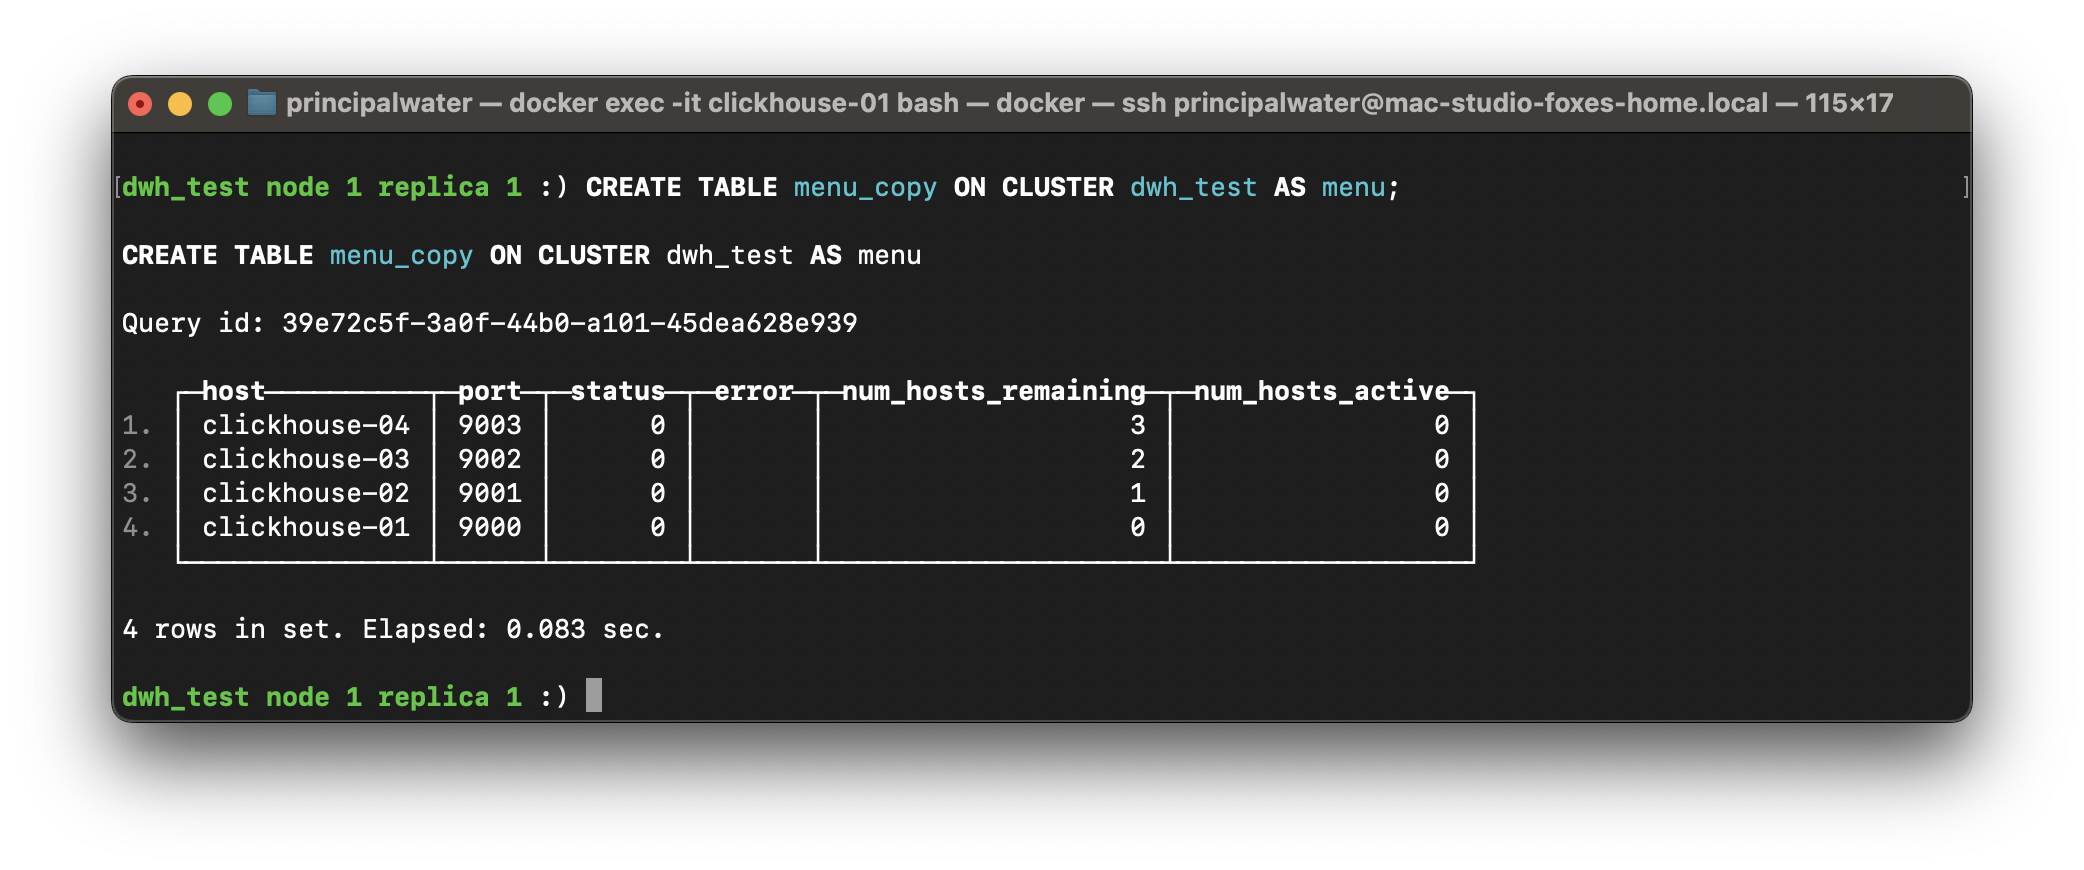 principalwater — docker exec -it clickhouse-01 bash — docker — ssh principalwater@mac-studio-foxes-home.local — 115×17
[dwh_test node 1 replica 1 :) CREATE TABLE menu_copy ON CLUSTER dwh_test AS menu; ]
CREATE TABLE menu_copy ON CLUSTER dwh_test AS menu
Query id: 39e72c5f-3a0f-44b0-a101-45dea628e939
host port status error num_hosts_remaining num_hosts_active
1. clickhouse-04 9003 0 3 0
2. clickhouse-03 9002 0 2 0
3. clickhouse-02 9001 0 1 0
4. clickhouse-01 9000 0 0 0
4 rows in set. Elapsed: 0.083 sec.
dwh_test node 1 replica 1 :)